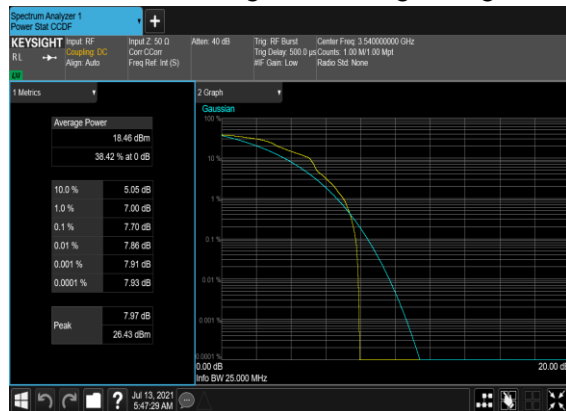 Spectrum Analyzer 1
Power Stat CCDF
+
KEYSIGHT
RL
Input: RF
Coupling: DC
Align: Auto
Input Z: 50 Ω
Corr CCorr
Freq Ref: Int (S)
Atten: 40 dB
Trig: RF Burst
Trig Delay: 500.0 µs
#IF Gain: Low
Center Freq: 3.540000000 GHz
Counts: 1.00 M/1.00 Mpt
Radio Std: None
1 Metrics
Average Power
18.46 dBm
38.42 % at 0 dB
10.0 % 5.05 dB
1.0 % 7.00 dB
0.1 % 7.70 dB
0.01 % 7.86 dB
0.001 % 7.91 dB
0.0001 % 7.93 dB
Peak
7.97 dB
26.43 dBm
2 Graph
Gaussian
100 %
10 %
1 %
0.1 %
0.01 %
0.001 %
0.0001 %
0.00 dB
20.00 dB
Info BW 25.000 MHz
?
Jul 13, 2021
5:47:29 AM